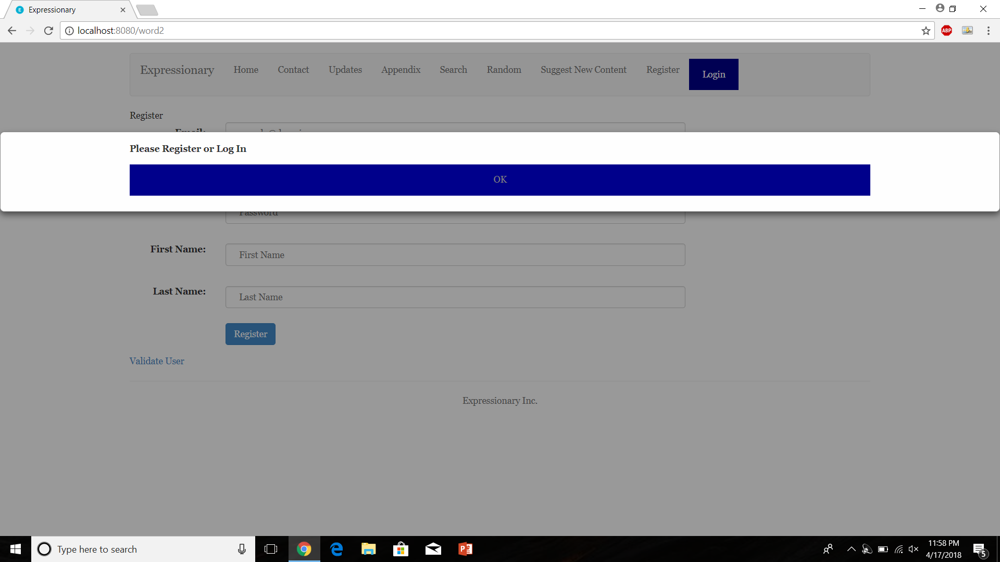 Expressionary
localhost:8080/word2
ABP
Expressionary Home Contact Updates Appendix Search Random Suggest New Content Register Login
Register
Please Register or Log In
OK
Password
First Name: First Name
Last Name: Last Name
Register
Validate User
Expressionary Inc.
Type here to search
11:58 PM
4/17/2018
5